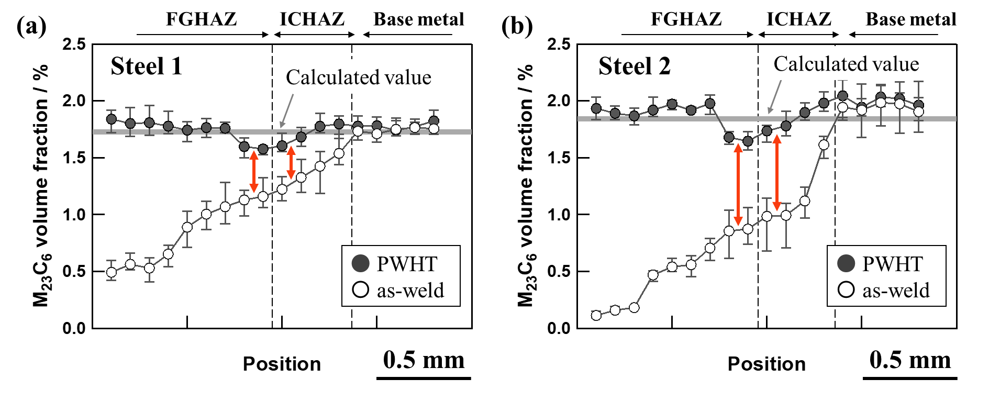 (a)
FGHAZ ICHAZ Base metal
2.5
2.0
1.5
1.0
0.5
0.0
M23C6 volume fraction / %
Steel 1
Calculated value
PWHT
as-weld
Position
0.5 mm
(b)
FGHAZ ICHAZ Base metal
2.5
2.0
1.5
1.0
0.5
0.0
M23C6 volume fraction / %
Steel 2
Calculated value
PWHT
as-weld
Position
0.5 mm